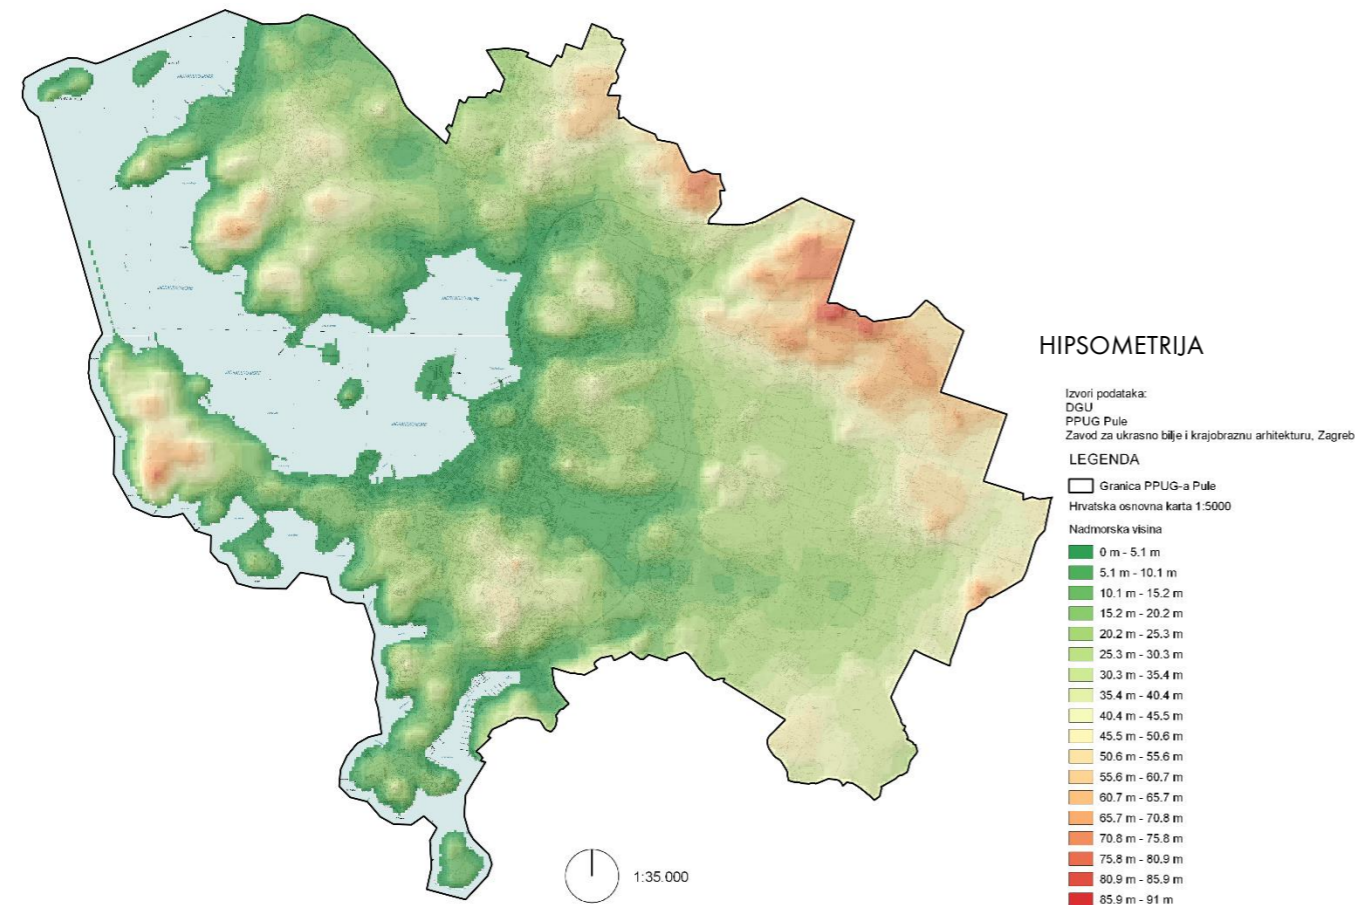 HIPSOMETRIJA
Izvori podataka:
DGU
PPUG Pule
Zavod za ukrasno bilje i krajobraznu arhitekturu, Zagreb
LEGENDA
Granica PPUG-a Pule
Hrvatska osnovna karta 1:5000
Nadmorska visina
0 m - 5.1 m
5.1 m - 10.1 m
10.1 m - 15.2 m
15.2 m - 20.2 m
20.2 m - 25.3 m
25.3 m - 30.3 m
30.3 m - 35.4 m
35.4 m - 40.4 m
40.4 m - 45.5 m
45.5 m - 50.6 m
50.6 m - 55.6 m
55.6 m - 60.7 m
60.7 m - 65.7 m
65.7 m - 70.8 m
70.8 m - 75.8 m
75.8 m - 80.9 m
80.9 m - 85.9 m
85.9 m - 91 m
1:35.000